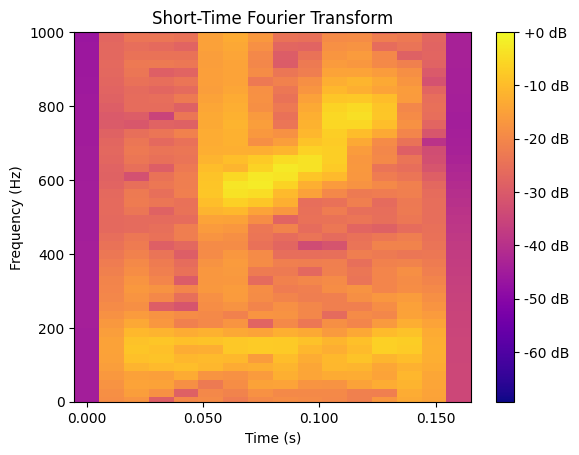 Short-Time Fourier Transform
1000
800
600
400
200
0
Frequency (Hz)
0.000
0.050
0.100
0.150
Time (s)
+0 dB
-10 dB
-20 dB
-30 dB
-40 dB
-50 dB
-60 dB